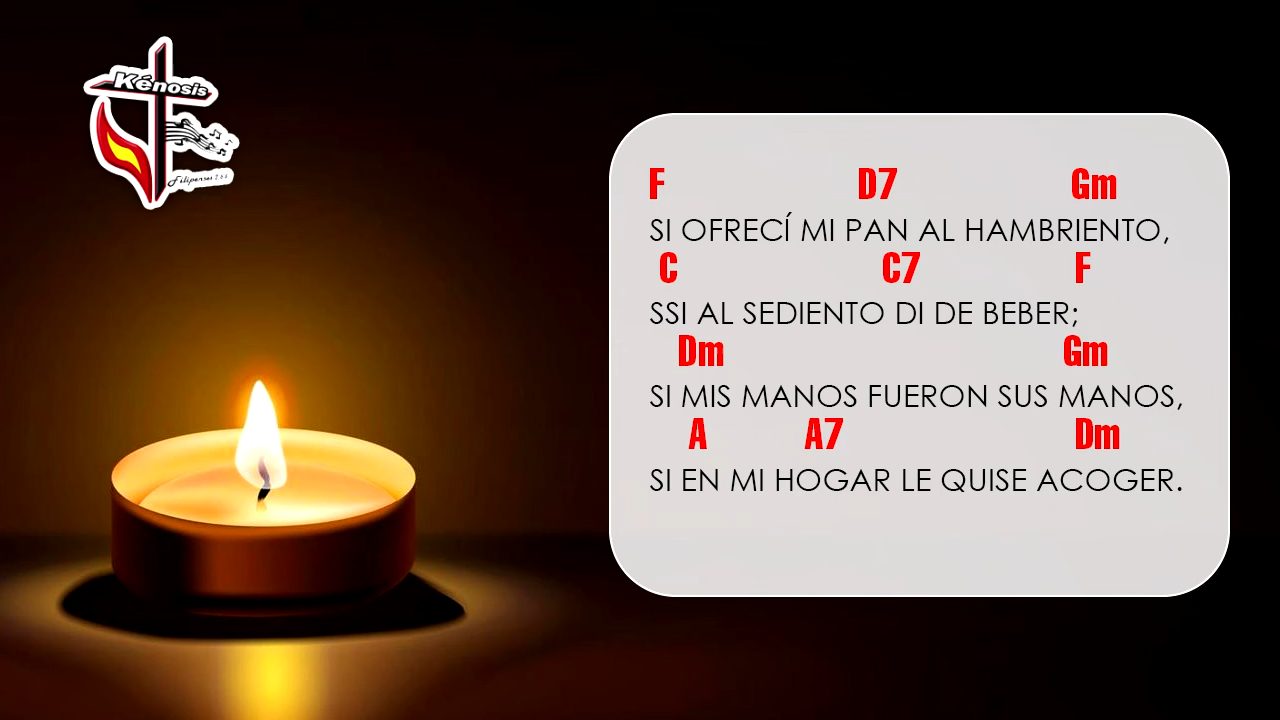 Kénosis
F D7 Gm
SI OFRECÍ MI PAN AL HAMBRIENTO,
C C7 F
SSI AL SEDIENTO DI DE BEBER;
Dm Gm
SI MIS MANOS FUERON SUS MANOS,
A A7 Dm
SI EN MI HOGAR LE QUISE ACOGER.
Filipenses